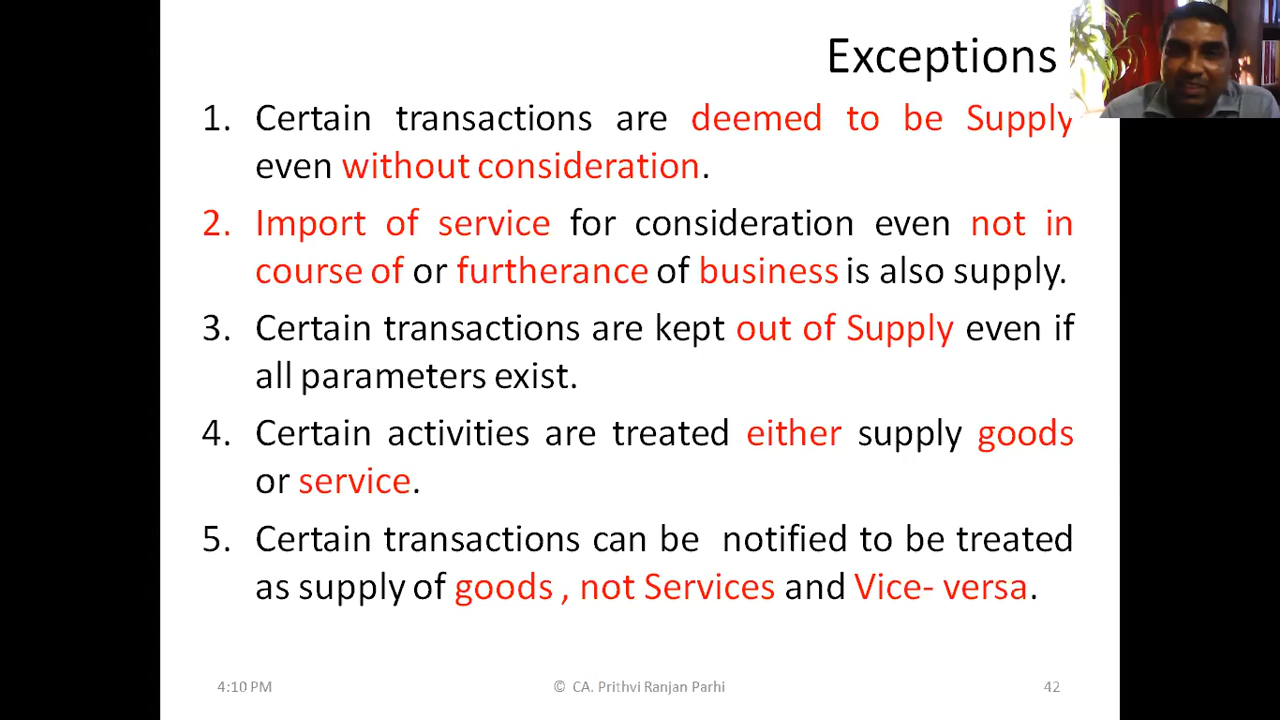 Exceptions
1. Certain transactions are deemed to be Supply
even without consideration.
2. Import of service for consideration even not in
course of or furtherance of business is also supply.
3. Certain transactions are kept out of Supply even if
all parameters exist.
4. Certain activities are treated either supply goods
or service.
5. Certain transactions can be notified to be treated
as supply of goods , not Services and Vice- versa.
4:10 PM © CA. Prithvi Ranjan Parhi 42